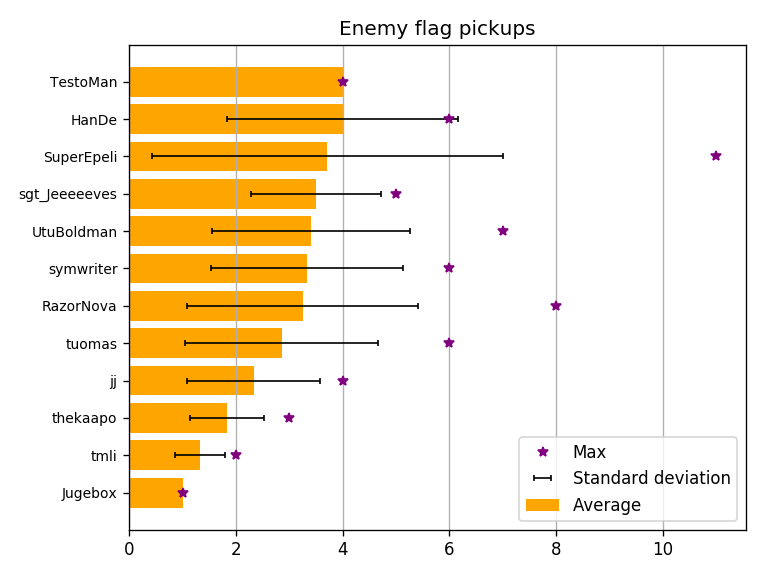 Enemy flag pickups
TestoMan
HanDe
SuperEpeli
sgt_Jeeeeeves
UtuBoldman
symwriter
RazorNova
tuomas
jj
thekaapo
tmli
Jugebox
Max
Standard deviation
Average
0 2 4 6 8 10